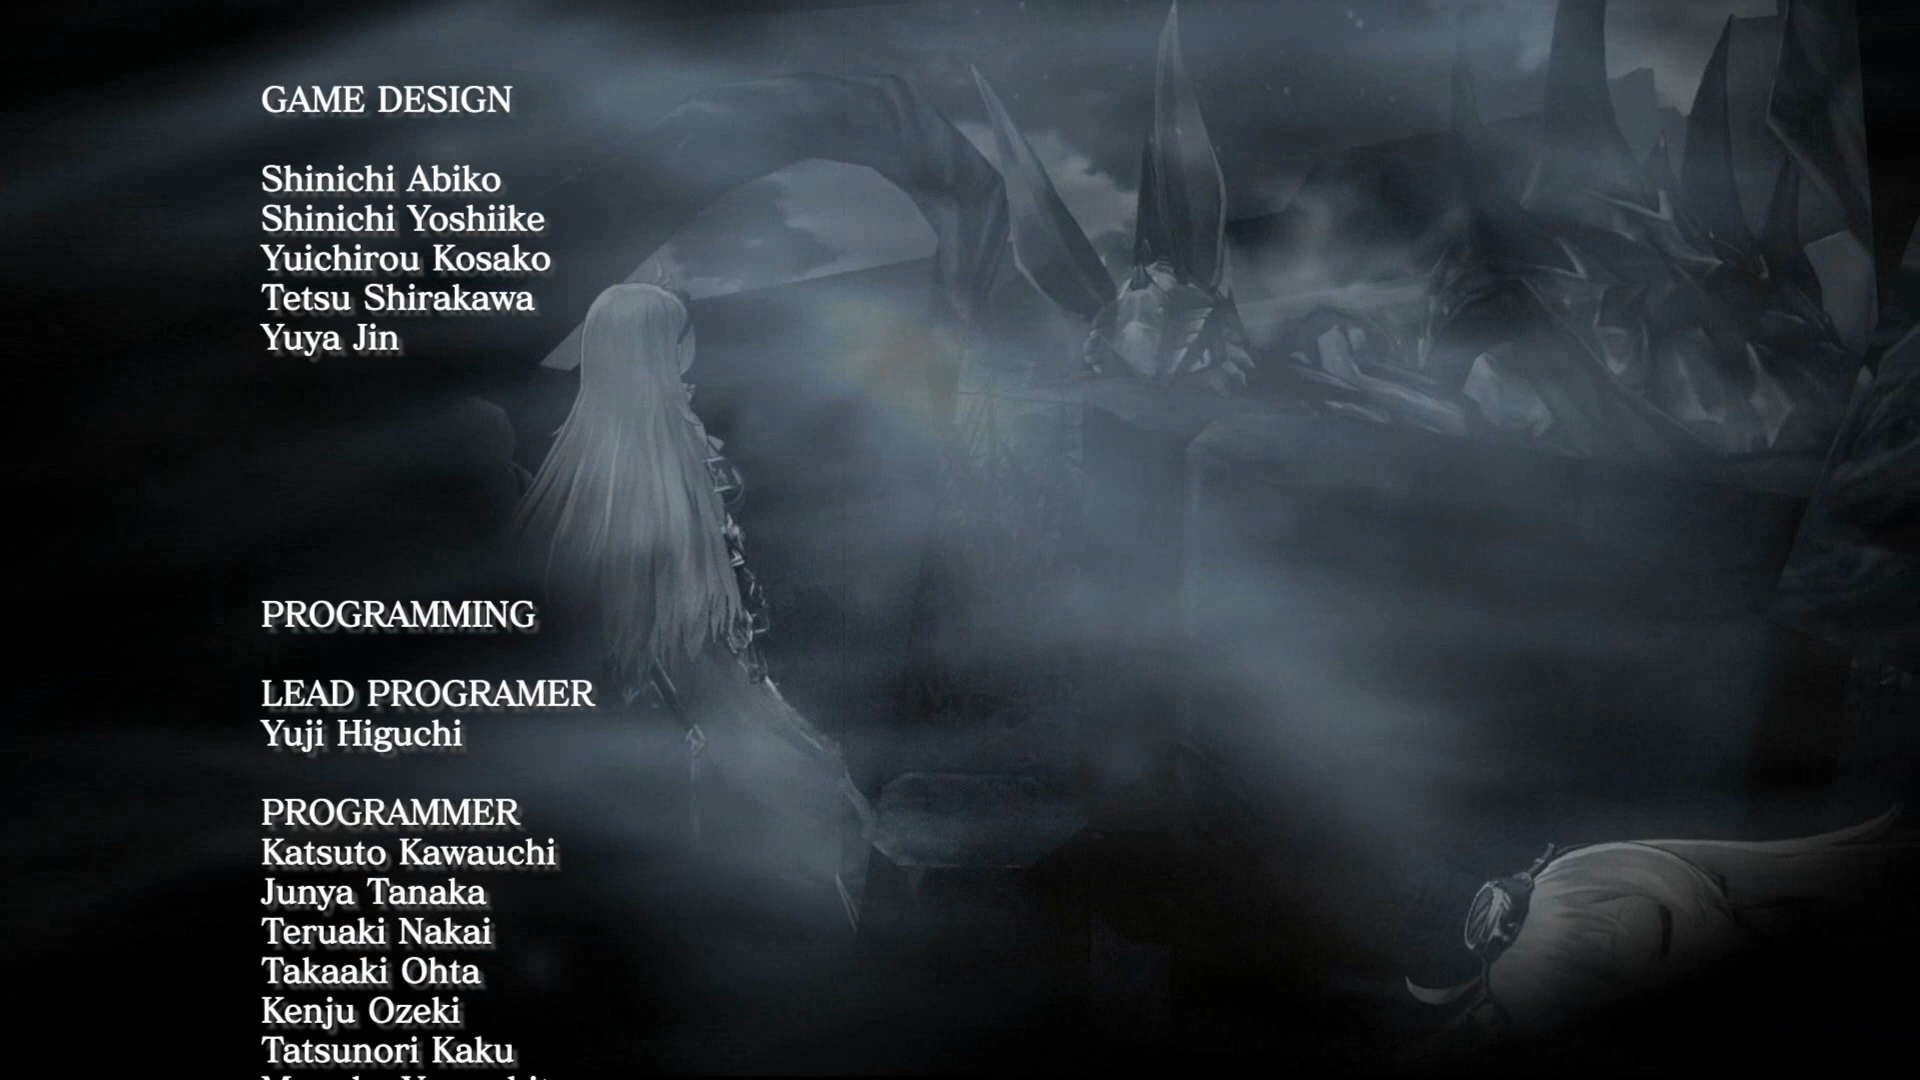 GAME DESIGN
Shinichi Abiko
Shinichi Yoshiike
Yuichirou Kosako
Tetsu Shirakawa
Yuya Jin
PROGRAMMING
LEAD PROGRAMER
Yuji Higuchi
PROGRAMMER
Katsuto Kawauchi
Junya Tanaka
Teruaki Nakai
Takaaki Ohta
Kenju Ozeki
Tatsunori Kaku